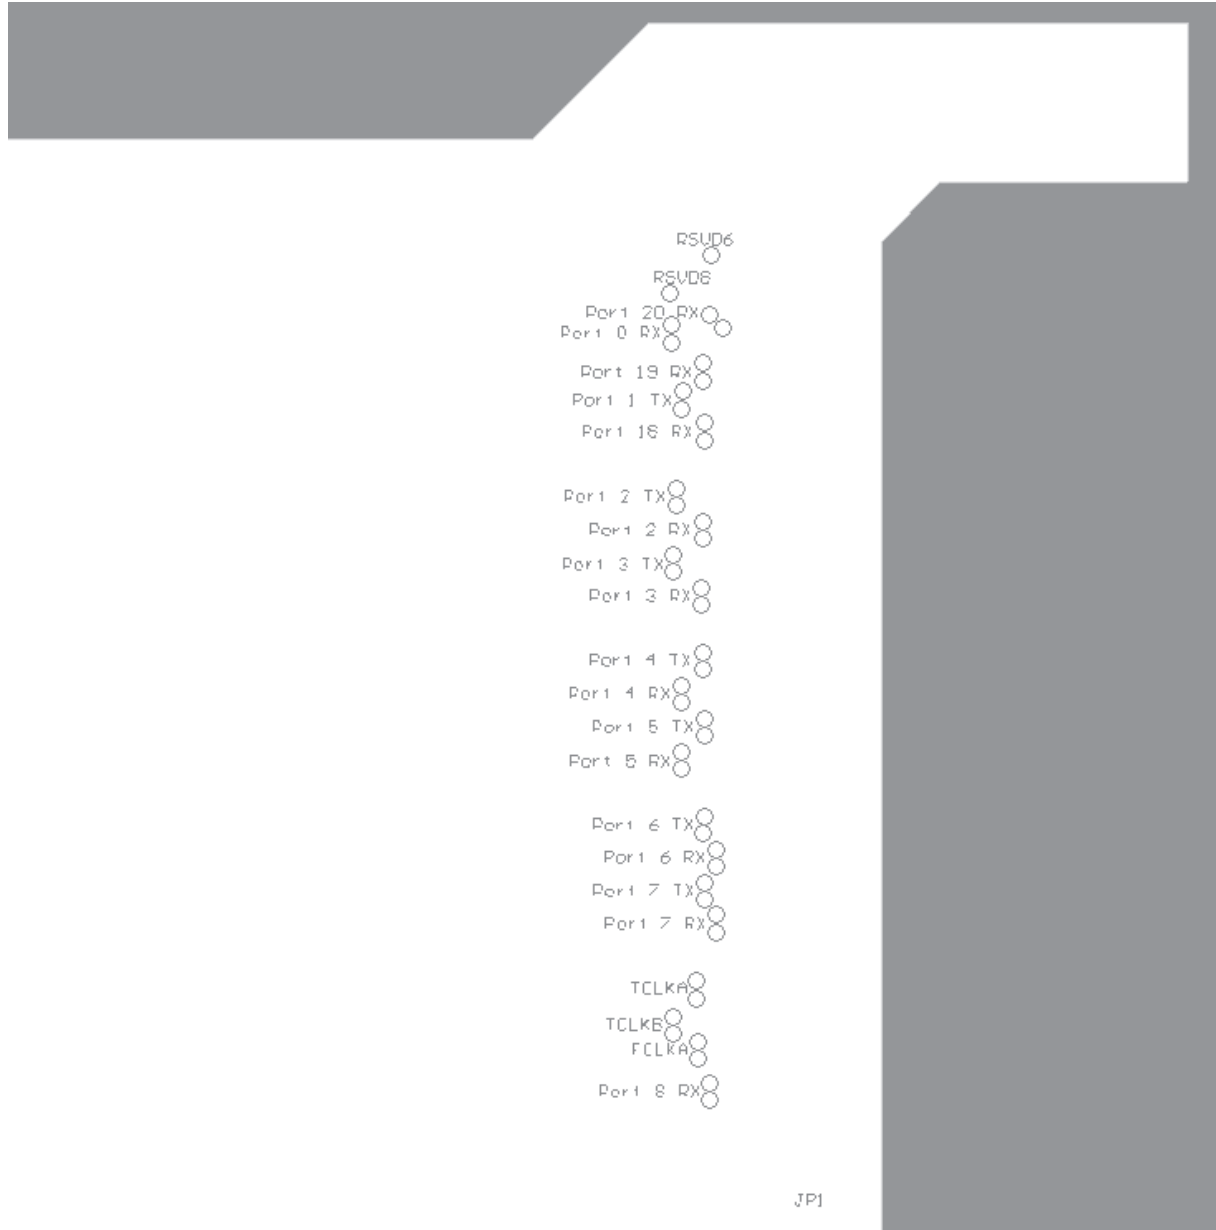 RSVD6
RSVD8
Port 20 RX
Port 0 RX
Port 19 RX
Port 1 TX
Port 18 RX
Port 2 TX
Port 2 RX
Port 3 TX
Port 3 RX
Port 4 TX
Port 4 RX
Port 5 TX
Port 5 RX
Port 6 TX
Port 6 RX
Port 7 TX
Port 7 RX
TCLKA
TCLKB
FCLKA
Port 8 RX
JP1